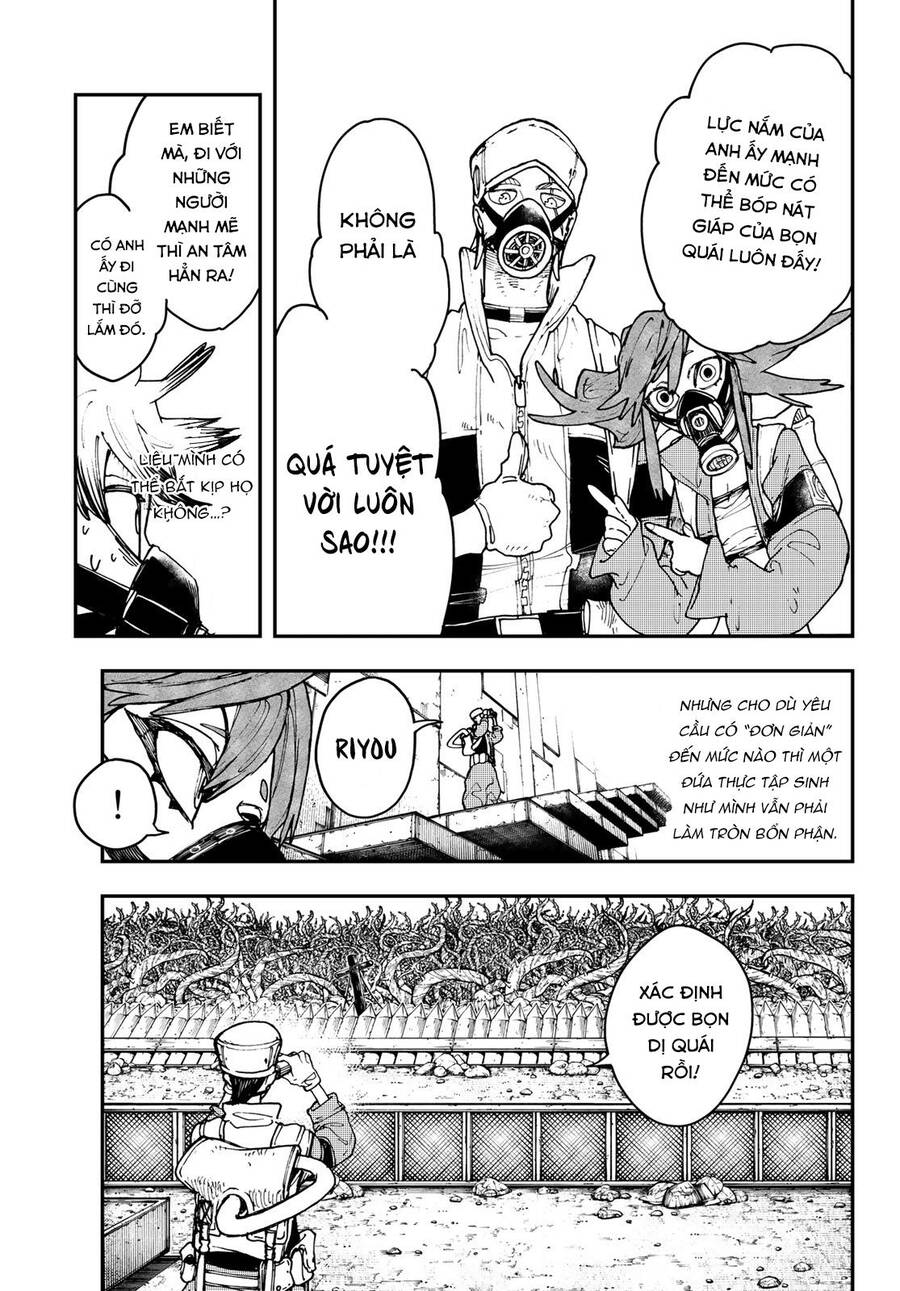 LỰC NẮM CỦA
ANH ẤY MẠNH
ĐẾN MỨC CÓ
THỂ BÓP NÁT
GIÁP CỦA BỌN
QUÁI LUÔN ĐẤY!
KHÔNG
PHẢI LÀ
QUÁ TUYỆT
VỜI LUÔN
SAO!!!
EM BIẾT
MÀ, ĐI VỚI
NHỮNG
NGƯỜI
MẠNH MẼ
THÌ AN TÂM
HẲN RA!
CÓ ANH
ẤY ĐI
CÙNG
THÌ ĐỠ
LẮM ĐÓ.
LIỆU MÌNH CÓ
THỂ BẮT KỊP HỌ
KHÔNG...?
NHƯNG CHO DÙ YÊU
CẦU CÓ “ĐƠN GIẢN”
ĐẾN MỨC NÀO THÌ MỘT
ĐỨA THỰC TẬP SINH
NHƯ MÌNH VẪN PHẢI
LÀM TRÒN BỔN PHẬN.
RIYOU
!
XÁC ĐỊNH
ĐƯỢC BỌN
DỊ QUÁI
RỒI!